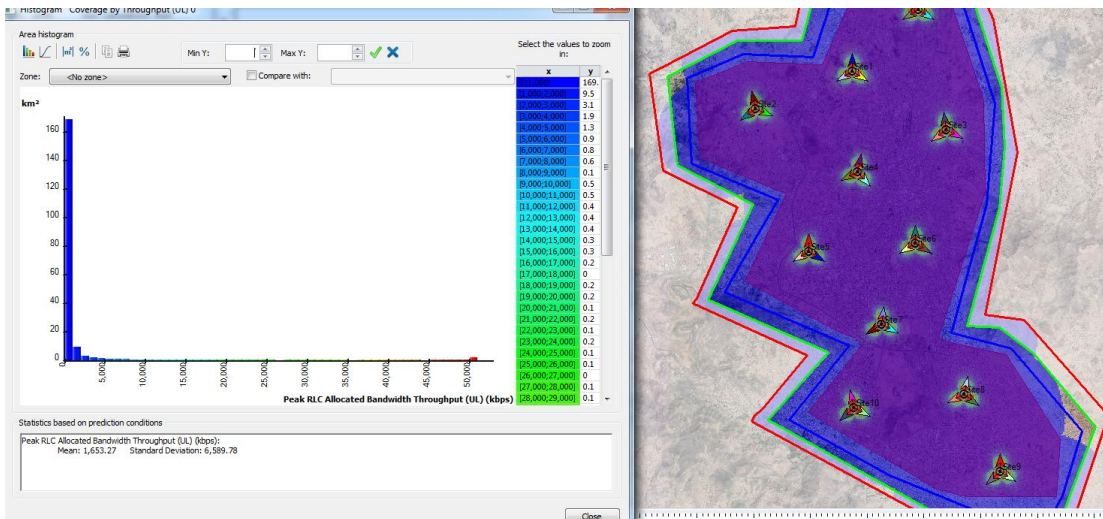 Histogram Coverage by Throughput (UL) 0
Area histogram
Min Y: Max Y:
Select the values to zoom in:
Zone: <No zone> Compare with:
x y
169.
[1,000;2,000[ 9.5
[2,000;3,000[ 3.1
[3,000;4,000[ 1.9
[4,000;5,000[ 1.3
[5,000;6,000[ 0.9
[6,000;7,000[ 0.8
[7,000;8,000[ 0.6
[8,000;9,000[ 0.1
[9,000;10,000[ 0.5
[10,000;11,000[ 0.5
[11,000;12,000[ 0.4
[12,000;13,000[ 0.4
[13,000;14,000[ 0.4
[14,000;15,000[ 0.3
[15,000;16,000[ 0.3
[16,000;17,000[ 0.2
[17,000;18,000[ 0
[18,000;19,000[ 0.2
[19,000;20,000[ 0.2
[20,000;21,000[ 0.1
[21,000;22,000[ 0.2
[22,000;23,000[ 0.1
[23,000;24,000[ 0.2
[24,000;25,000[ 0.1
[25,000;26,000[ 0.1
[26,000;27,000[ 0
[27,000;28,000[ 0.1
[28,000;29,000[ 0.1
km²
160
140
120
100
80
60
40
20
0
0 5,000 10,000 15,000 20,000 25,000 30,000 35,000 40,000 45,000 50,000
Peak RLC Allocated Bandwidth Throughput (UL) (kbps)
Statistics based on prediction conditions
Peak RLC Allocated Bandwidth Throughput (UL) (kbps):
Mean: 1,653.27 Standard Deviation: 6,589.78
Close
Site1
Site2
Site3
Site4
Site5
Site6
Site7
Site8
Site10
Site9